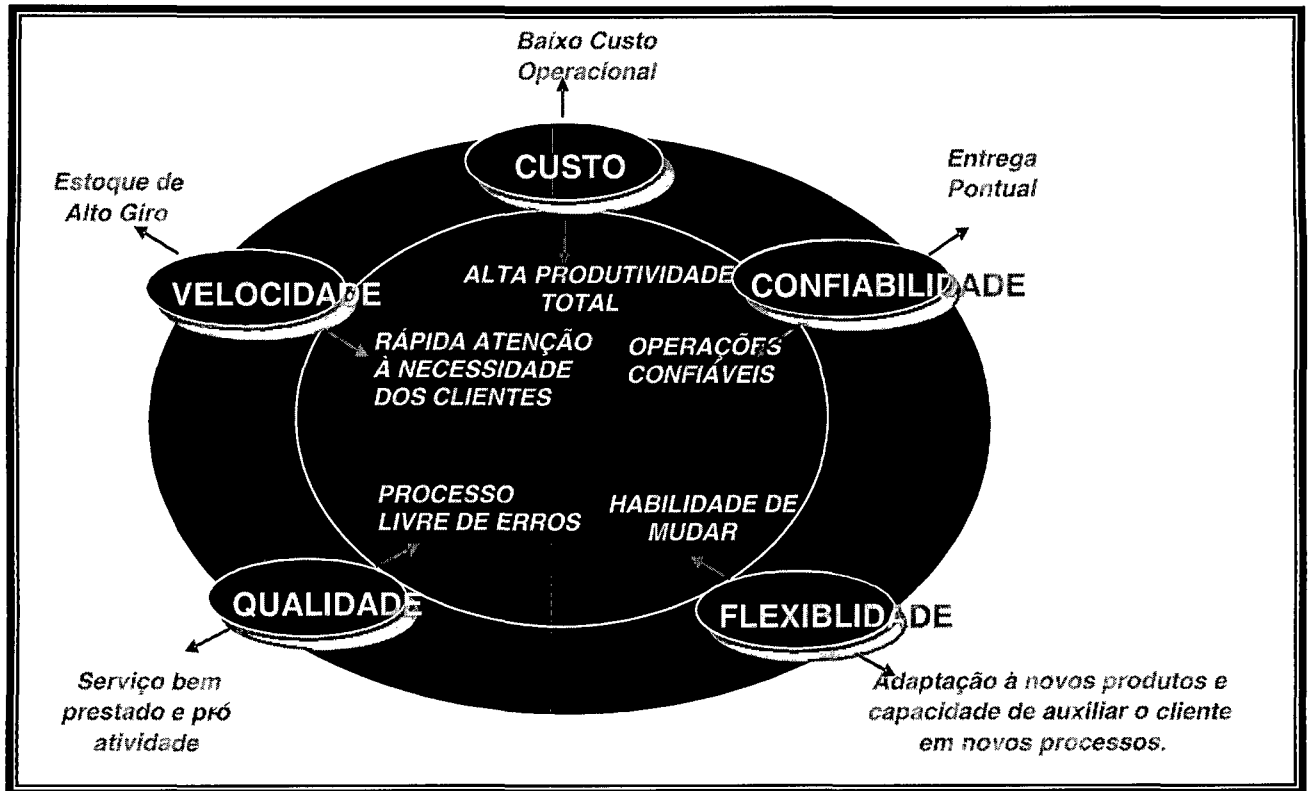 Baixo Custo
Operacional
CUSTO
Entrega
Pontual
Estoque de
Alto Giro
VELOCIDADE
CONFIABILIDADE
ALTA PRODUTIVIDADE
TOTAL
RÁPIDA ATENÇÃO
À NECESSIDADE
DOS CLIENTES
OPERAÇÕES
CONFIÁVEIS
PROCESSO
LIVRE DE ERROS
HABILIDADE DE
MUDAR
QUALIDADE
FLEXIBLIDADE
Serviço bem
prestado e pró
atividade
Adaptação à novos produtos e
capacidade de auxiliar o cliente
em novos processos.